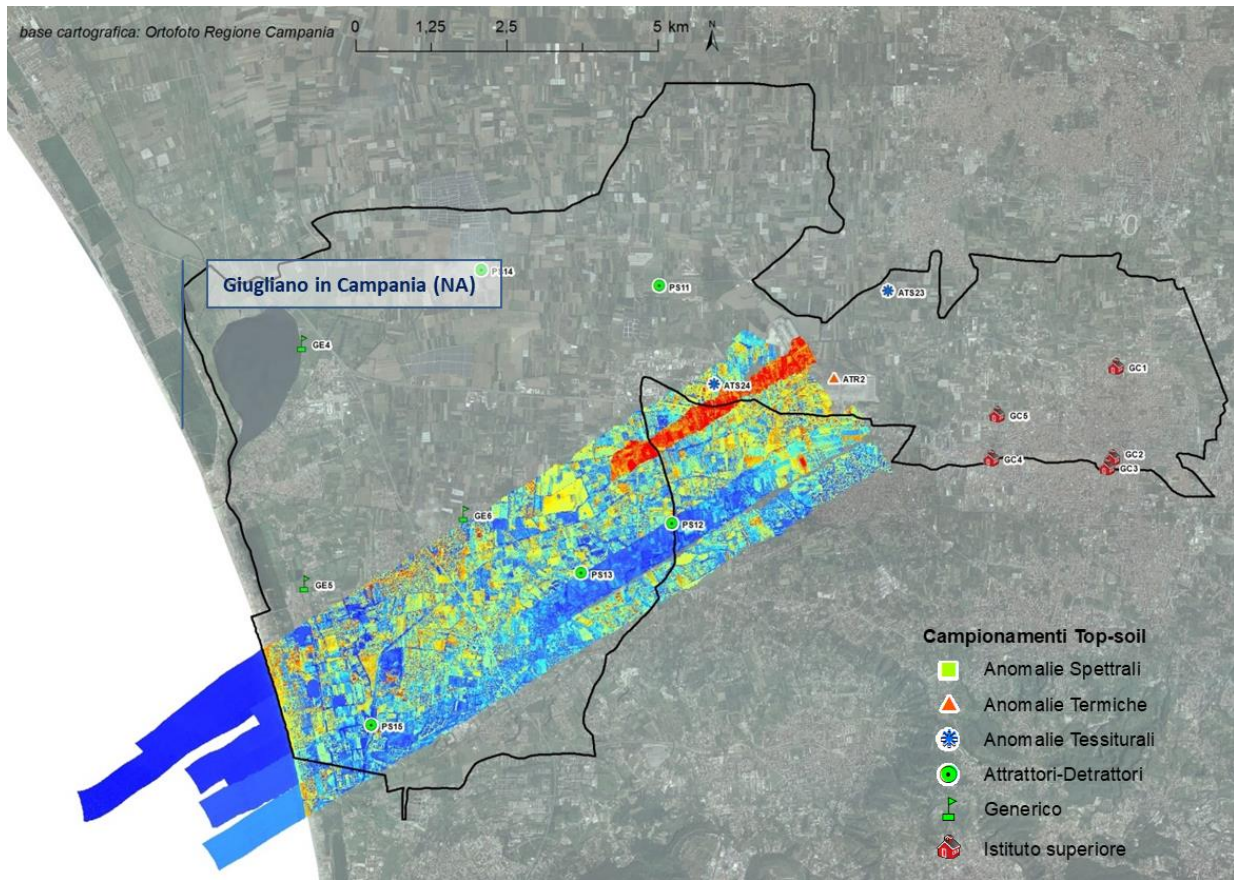 base cartografica: Ortofoto Regione Campania
0 1,25 2,5 5 km
N
PS14
Giugliano in Campania (NA)
PS11
ATS23
GE4
ATS24
ATR2
GC1
GC5
GC4
GC2
GC3
GE6
PS12
PS13
GE5
PS15
Campionamenti Top-soil
Anomalie Spettrali
Anomalie Termiche
Anomalie Tessiturali
Attrattori-Detrattori
Generico
Istituto superiore